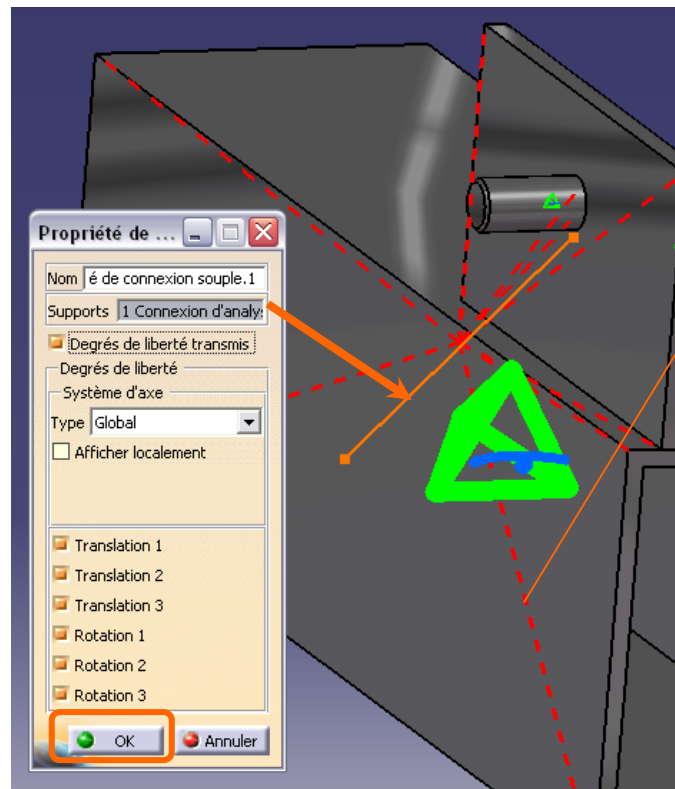 Propriété de ...
Nom é de connexion souple.1
Supports 1 Connexion d'analy
Degrés de liberté transmis
Degrés de liberté
Système d'axe
Type Global
Afficher localement
Translation 1
Translation 2
Translation 3
Rotation 1
Rotation 2
Rotation 3
OK Annuler